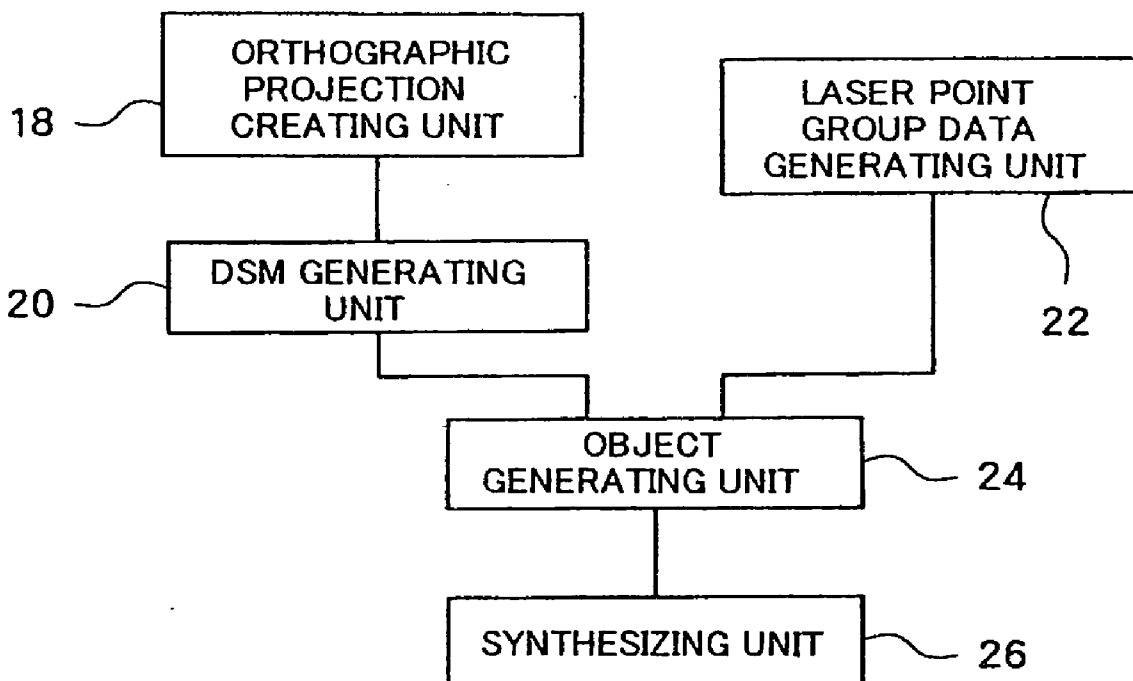 ORTHOGRAPHIC
PROJECTION
CREATING UNIT
18
LASER POINT
GROUP DATA
GENERATING UNIT
22
DSM GENERATING
UNIT
20
OBJECT
GENERATING UNIT
24
SYNTHESIZING UNIT
26